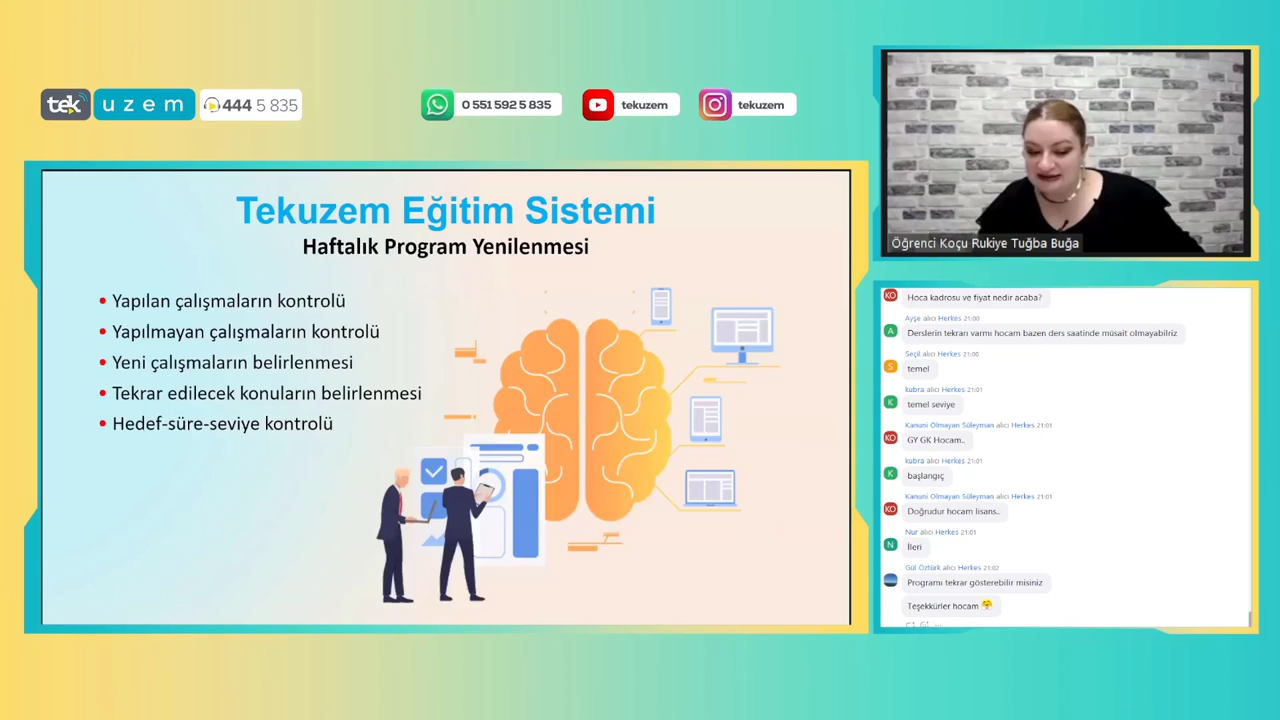 tek uzem 444 5 835
0 551 592 5 835
tekuzem
tekuzem
Tekuzem Eğitim Sistemi
Haftalık Program Yenilenmesi
• Yapılan çalışmaların kontrolü
• Yapılmayan çalışmaların kontrolü
• Yeni çalışmaların belirlenmesi
• Tekrar edilecek konuların belirlenmesi
• Hedef-süre-seviye kontrolü
Öğrenci Koçu Rukiye Tuğba Buğa
KO Hoca kadrosu ve fiyat nedir acaba?
Ayşe alıcı Herkes 21:00
A Derslerin tekrarı varmı hocam bazen ders saatinde müsait olmayabiliriz
Seçil alıcı Herkes 21:00
S temel
kubra alıcı Herkes 21:01
K temel seviye
Kanuni Olmayan Süleyman alıcı Herkes 21:01
KO GY GK Hocam..
kubra alıcı Herkes 21:01
K başlangıç
Kanuni Olmayan Süleyman alıcı Herkes 21:01
KO Doğrudur hocam lisans..
Nur alıcı Herkes 21:01
N İleri
Gül Öztürk alıcı Herkes 21:02
Programı tekrar gösterebilir misiniz
Teşekkürler hocam